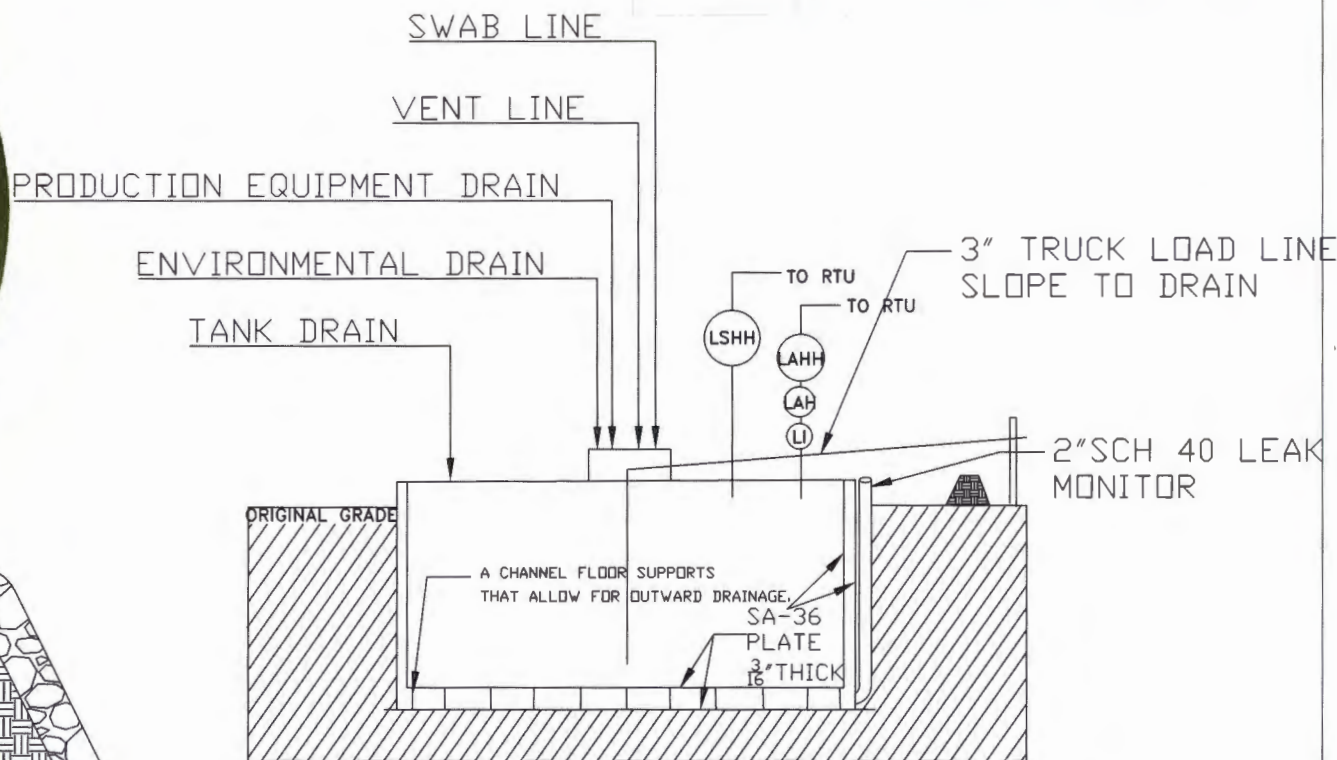 SWAB LINE
VENT LINE
PRODUCTION EQUIPMENT DRAIN
ENVIRONMENTAL DRAIN
TANK DRAIN
3" TRUCK LOAD LINE
SLOPE TO DRAIN
TO RTU
TO RTU
LSHH
LAHH
LAH
LI
2"SCH 40 LEAK
MONITOR
ORIGINAL GRADE
A CHANNEL FLOOR SUPPORTS
THAT ALLOW FOR OUTWARD DRAINAGE.
SA-36
PLATE
3/16"THICK